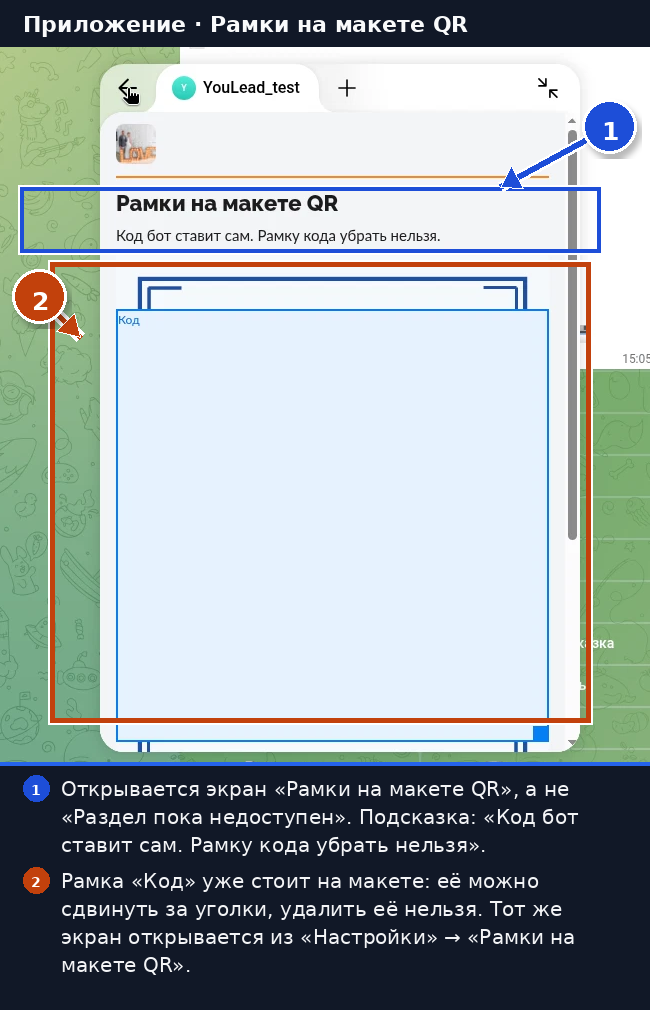 Приложение · Рамки на макете QR
Y YouLead_test
1
Рамки на макете QR
Код бот ставит сам. Рамку кода убрать нельзя.
2
Код
15:05
1 Открывается экран «Рамки на макете QR», а не
«Раздел пока недоступен». Подсказка: «Код бот
ставит сам. Рамку кода убрать нельзя».
2 Рамка «Код» уже стоит на макете: её можно
сдвинуть за уголки, удалить её нельзя. Тот же
экран открывается из «Настройки» → «Рамки на
макете QR».